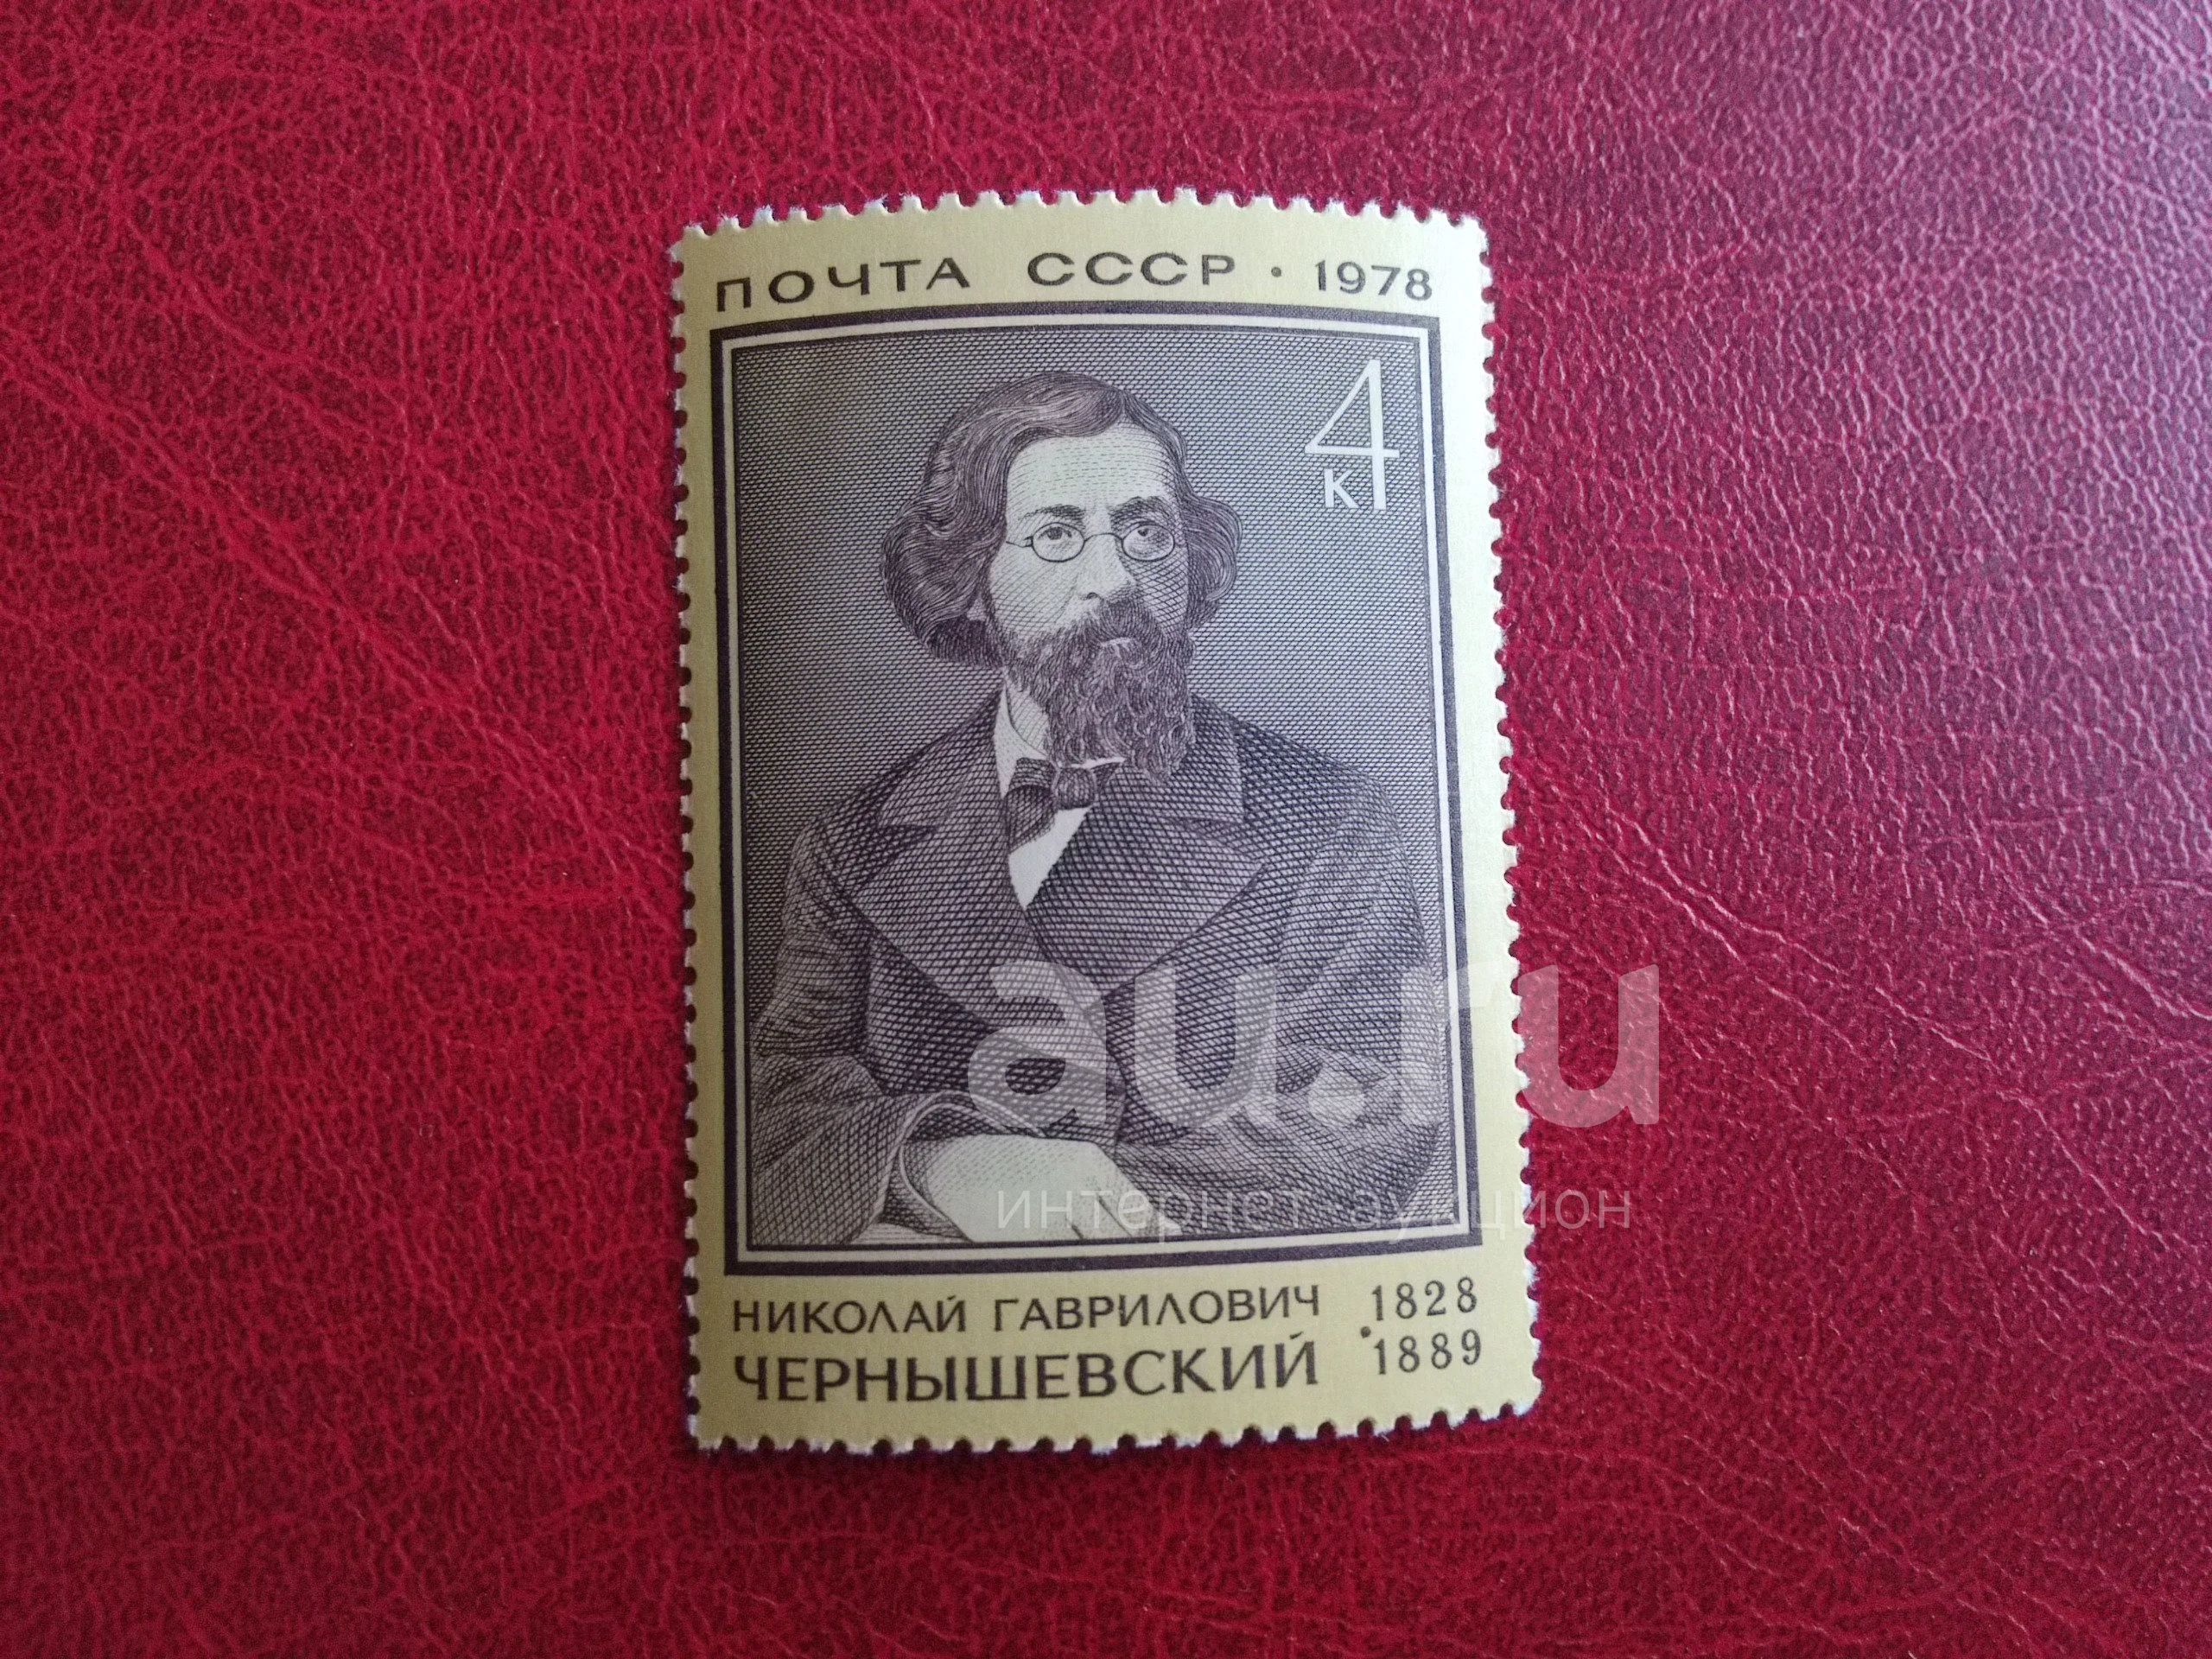 ПОЧТА СССР · 1978
4
к
au.ru
интернет-аукцион
НИКОЛАЙ ГАВРИЛОВИЧ
ЧЕРНЫШЕВСКИЙ
1828
•
1889